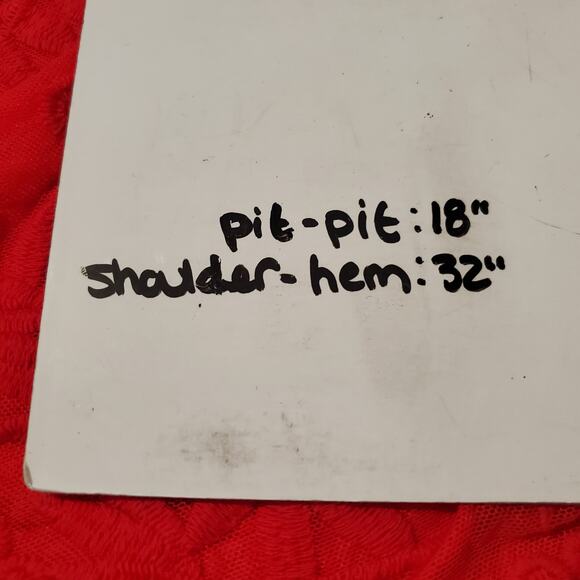 pit-pit: 18"
shoulder-hem: 32"